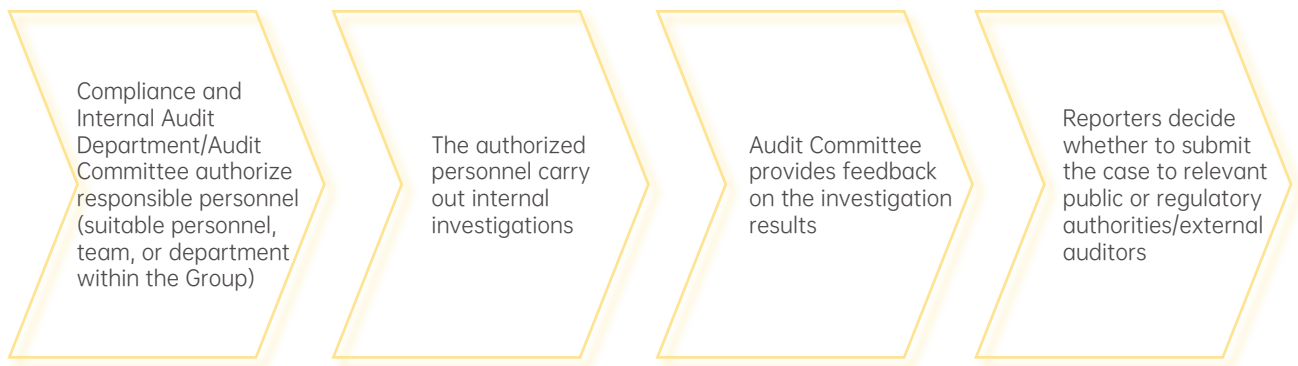 Compliance and
Internal Audit
Department/Audit
Committee authorize
responsible personnel
(suitable personnel,
team, or department
within the Group)
The authorized
personnel carry
out internal
investigations
Audit Committee
provides feedback
on the investigation
results
Reporters decide
whether to submit
the case to relevant
public or regulatory
authorities/external
auditors